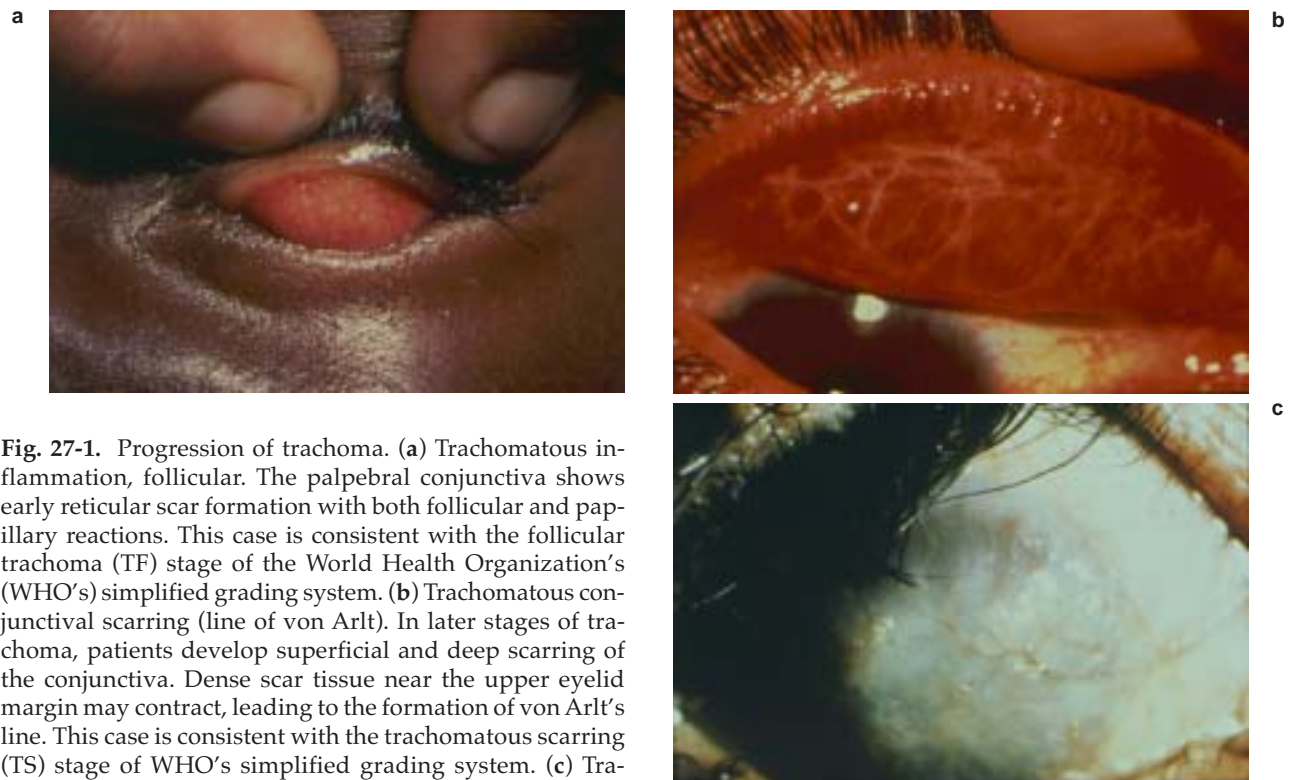 a
b
c
Fig. 27-1. Progression of trachoma. (a) Trachomatous in-
flammation, follicular. The palpebral conjunctiva shows
early reticular scar formation with both follicular and pap-
illary reactions. This case is consistent with the follicular
trachoma (TF) stage of the World Health Organization's
(WHO's) simplified grading system. (b) Trachomatous con-
junctival scarring (line of von Arlt). In later stages of tra-
choma, patients develop superficial and deep scarring of
the conjunctiva. Dense scar tissue near the upper eyelid
margin may contract, leading to the formation of von Arlt's
line. This case is consistent with the trachomatous scarring
(TS) stage of WHO's simplified grading system. (c) Tra-